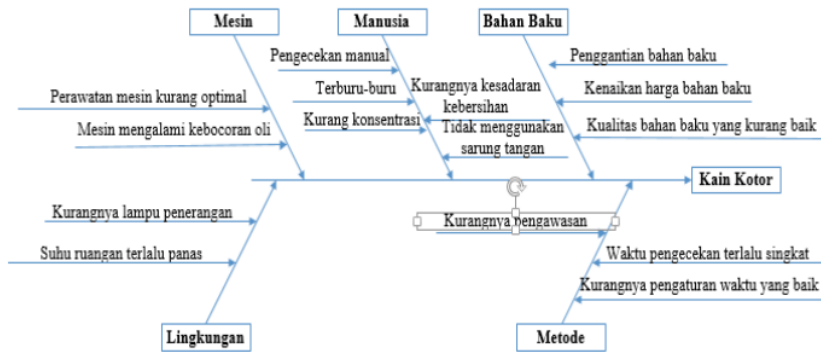 Mesin
Manusia
Bahan Baku
Pengecekan manual
Penggantian bahan baku
Terburu-buru
Kurangnya kesadaran
kebersihan
Kenaikan harga bahan baku
Perawatan mesin kurang optimal
Kurang konsentrasi
Mesin mengalami kebocoran oli
Tidak menggunakan
sarung tangan
Kualitas bahan baku yang kurang baik
Kain Kotor
Kurangnya lampu penerangan
Kurangnya pengawasan
Suhu ruangan terlalu panas
Waktu pengecekan terlalu singkat
Kurangnya pengaturan waktu yang baik
Lingkungan
Metode